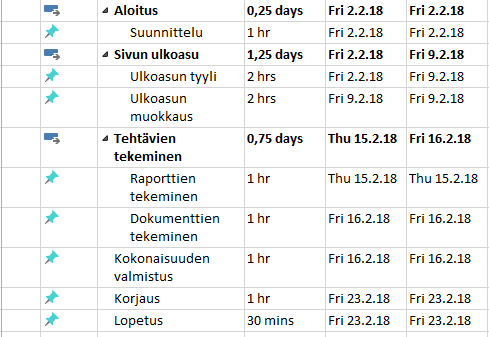 Aloitus 0,25 days Fri 2.2.18 Fri 2.2.18
Suunnittelu 1 hr Fri 2.2.18 Fri 2.2.18
Sivun ulkoasu 1,25 days Fri 2.2.18 Fri 9.2.18
Ulkoasun tyyli 2 hrs Fri 2.2.18 Fri 9.2.18
Ulkoasun 2 hrs Fri 9.2.18 Fri 9.2.18
muokkaus
Tehtävien 0,75 days Thu 15.2.18 Fri 16.2.18
tekeminen
Raporttien 1 hr Thu 15.2.18 Thu 15.2.18
tekeminen
Dokumenttien 1 hr Fri 16.2.18 Fri 16.2.18
tekeminen
Kokonaisuuden 1 hr Fri 16.2.18 Fri 16.2.18
valmistus
Korjaus 1 hr Fri 23.2.18 Fri 23.2.18
Lopetus 30 mins Fri 23.2.18 Fri 23.2.18